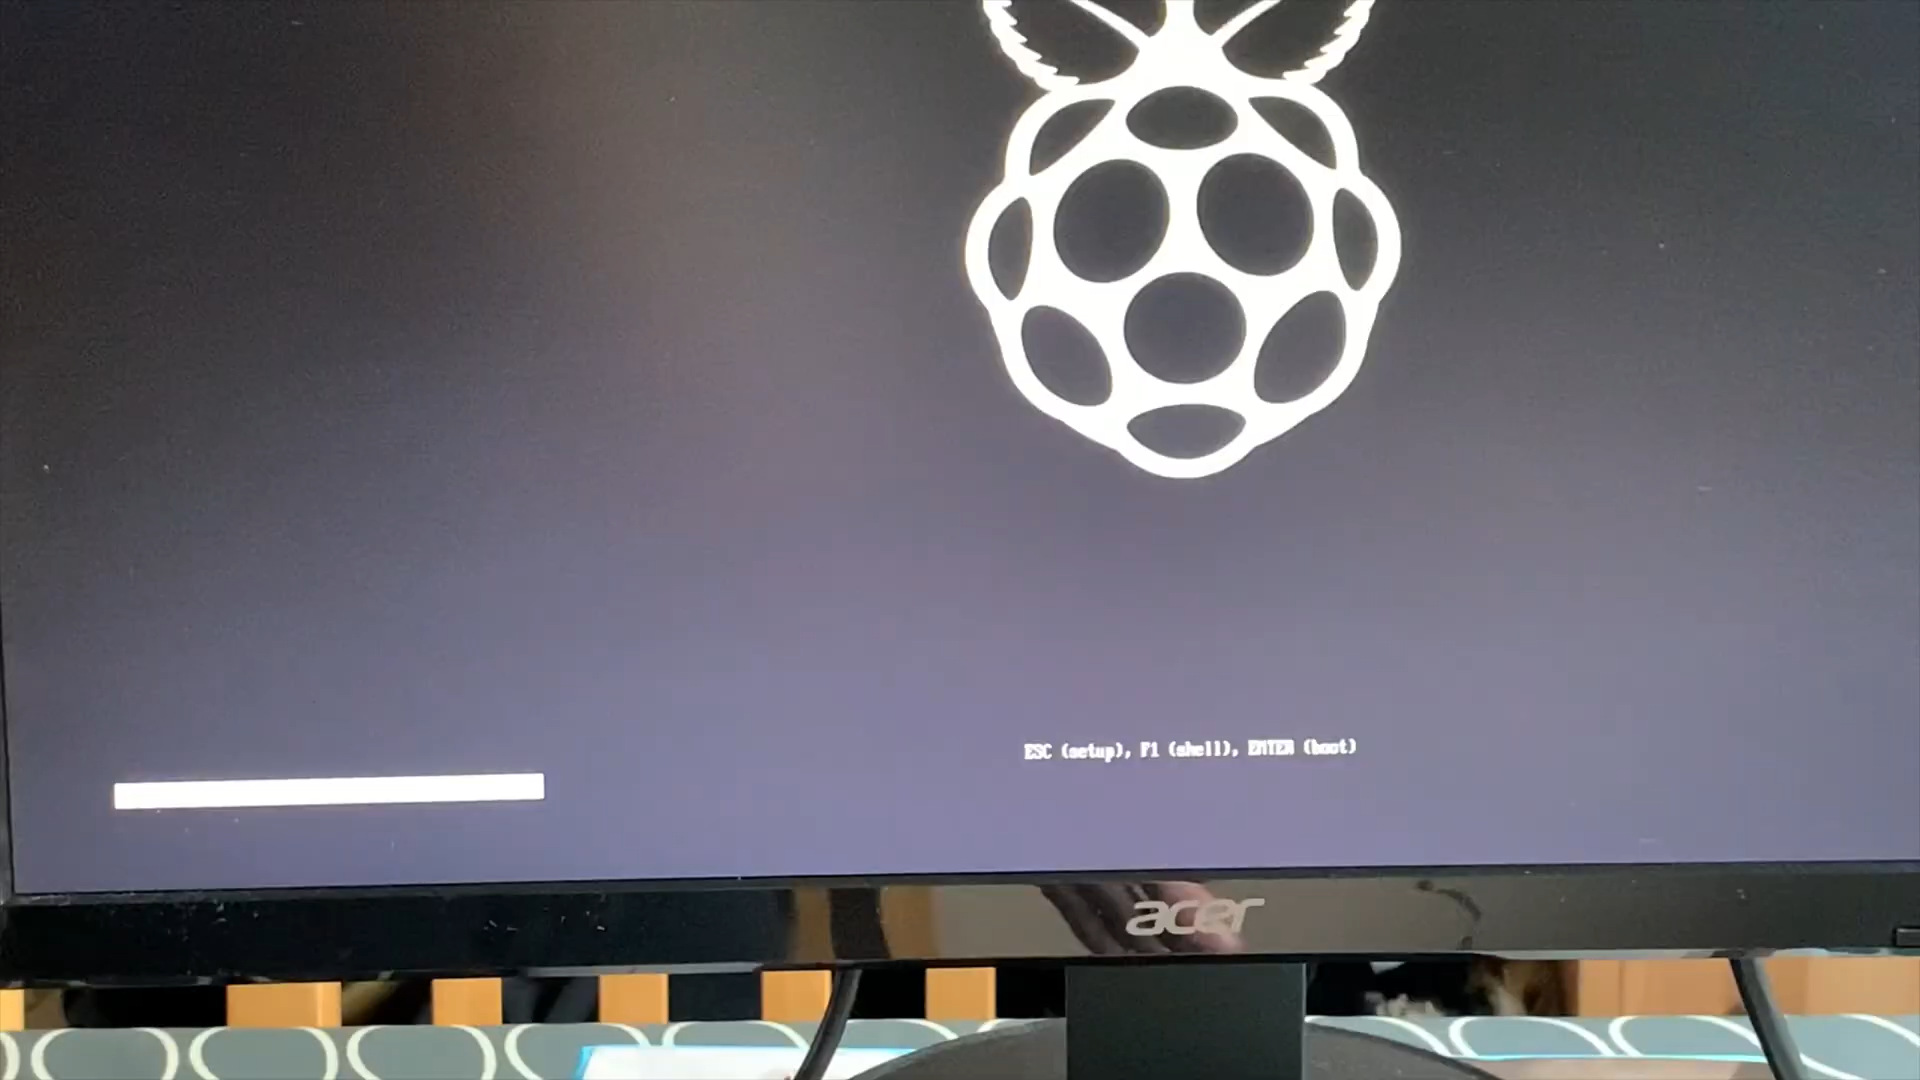 ESC (setup), F1 (shell), ENTER (boot)
acer